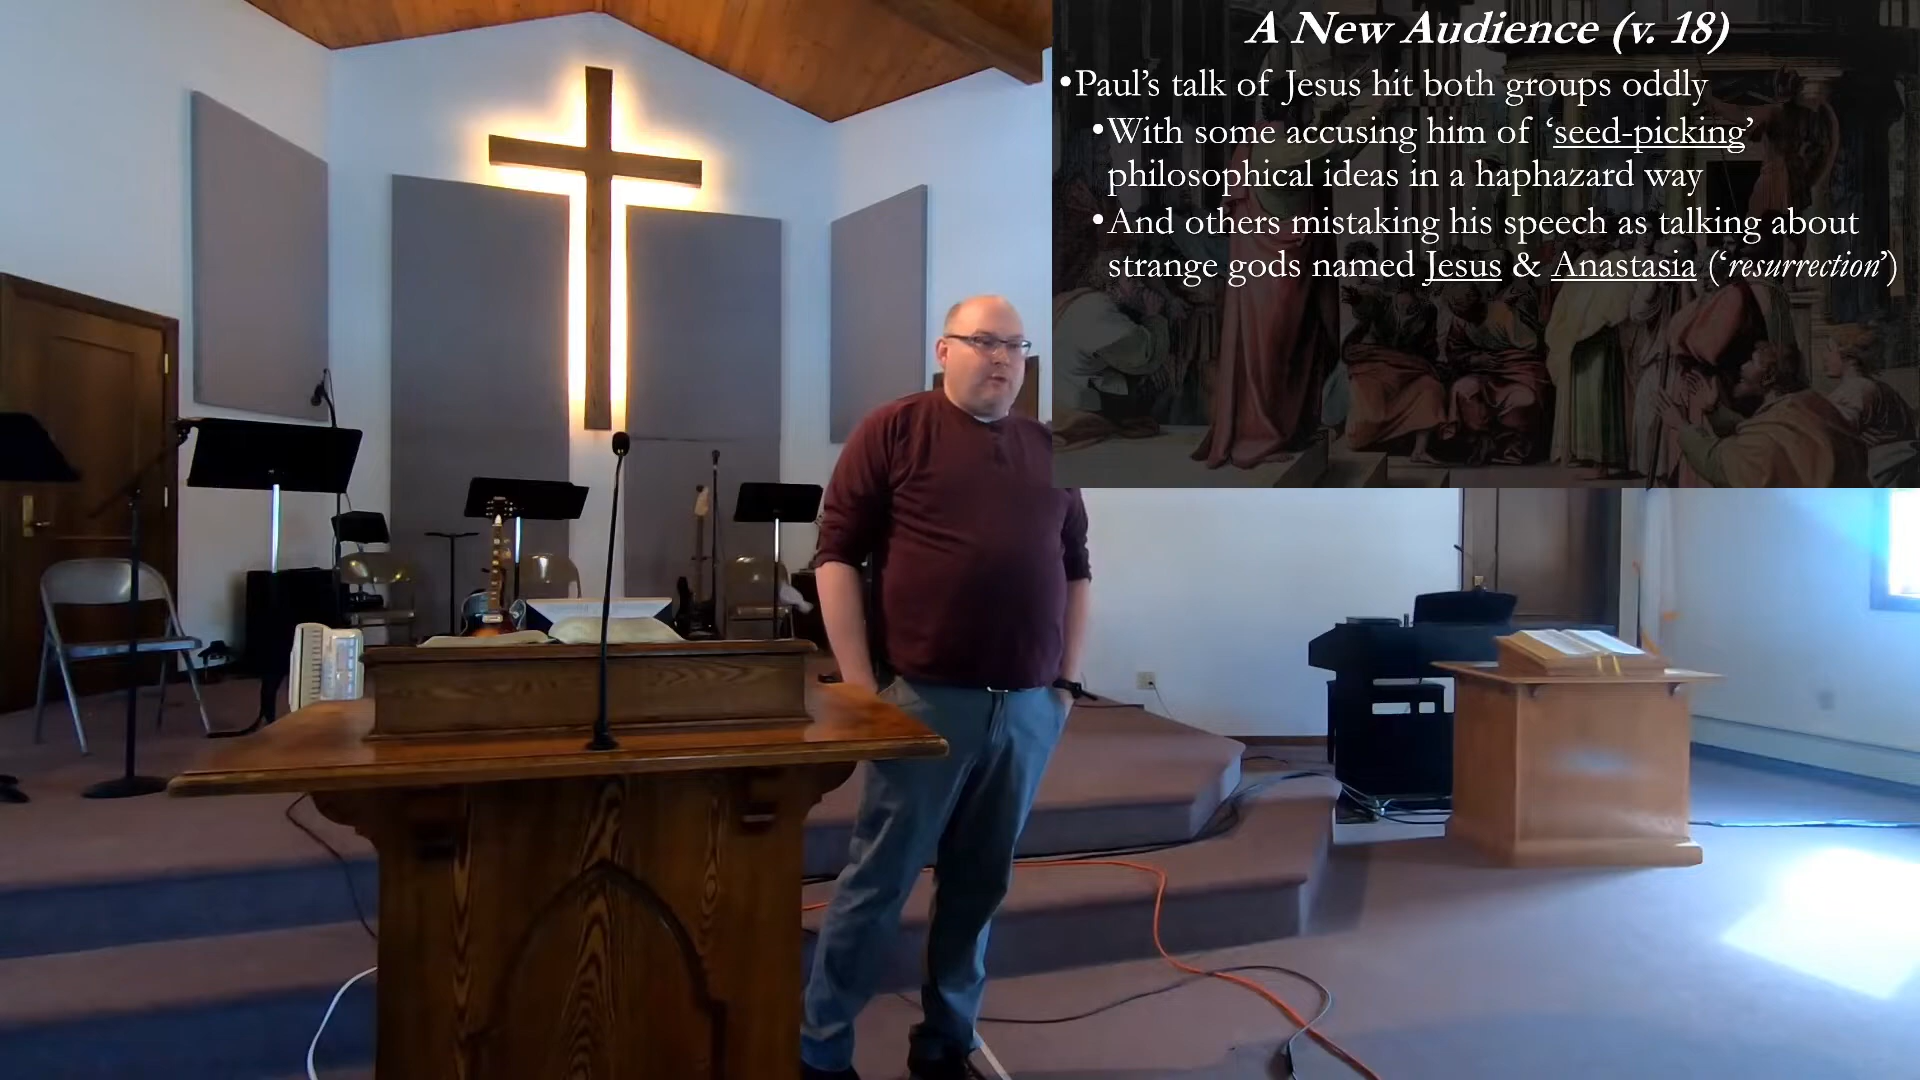 A New Audience (v. 18)
•Paul's talk of Jesus hit both groups oddly
•With some accusing him of ‘seed-picking’
philosophical ideas in a haphazard way
•And others mistaking his speech as talking about
strange gods named Jesus & Anastasia (‘resurrection’)